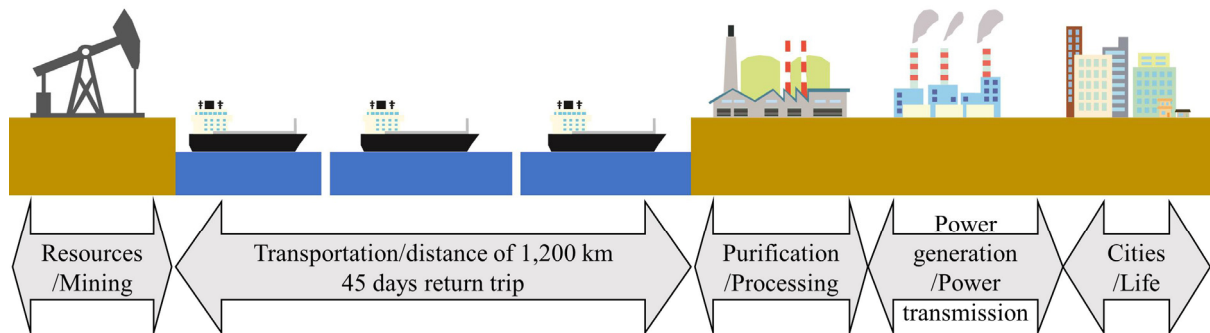 Resources
/Mining
Transportation/distance of 1,200 km
45 days return trip
Purification
/Processing
Power
generation
/Power
transmission
Cities
/Life